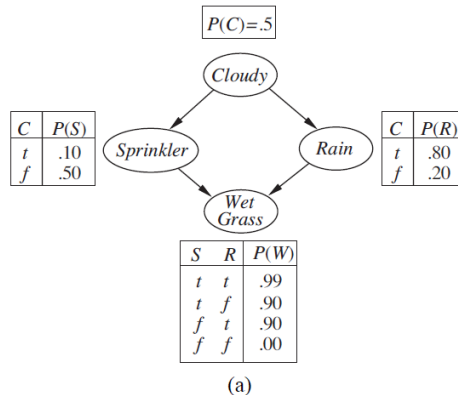 P(C)=.5
Cloudy
C P(S)
t .10
f .50
Sprinkler
Rain
C P(R)
t .80
f .20
Wet
Grass
S R P(W)
t t .99
t f .90
f t .90
f f .00
(a)